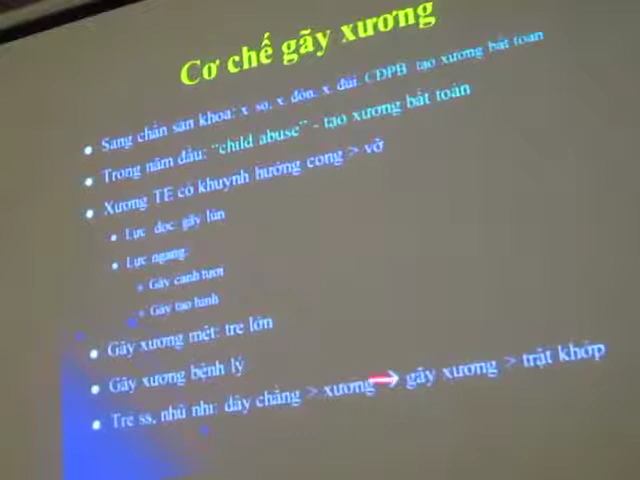 Cơ chế gãy xương
Sang chấn sản khoa: x. sọ, x. đòn, x. đùi. CĐPB tạo xương bất toàn
Trong năm đầu: "child abuse" - tạo xương bất toàn
Xương TE có khuynh hướng cong > vỡ
Lực dọc: gãy lún
Lực ngang:
Gãy cành tươi
Gãy tạo hình
Gãy xương mệt: trẻ lớn
Gãy xương bệnh lý
Trẻ ss, nhũ nhi: dây chằng > xương → gãy xương > trật khớp